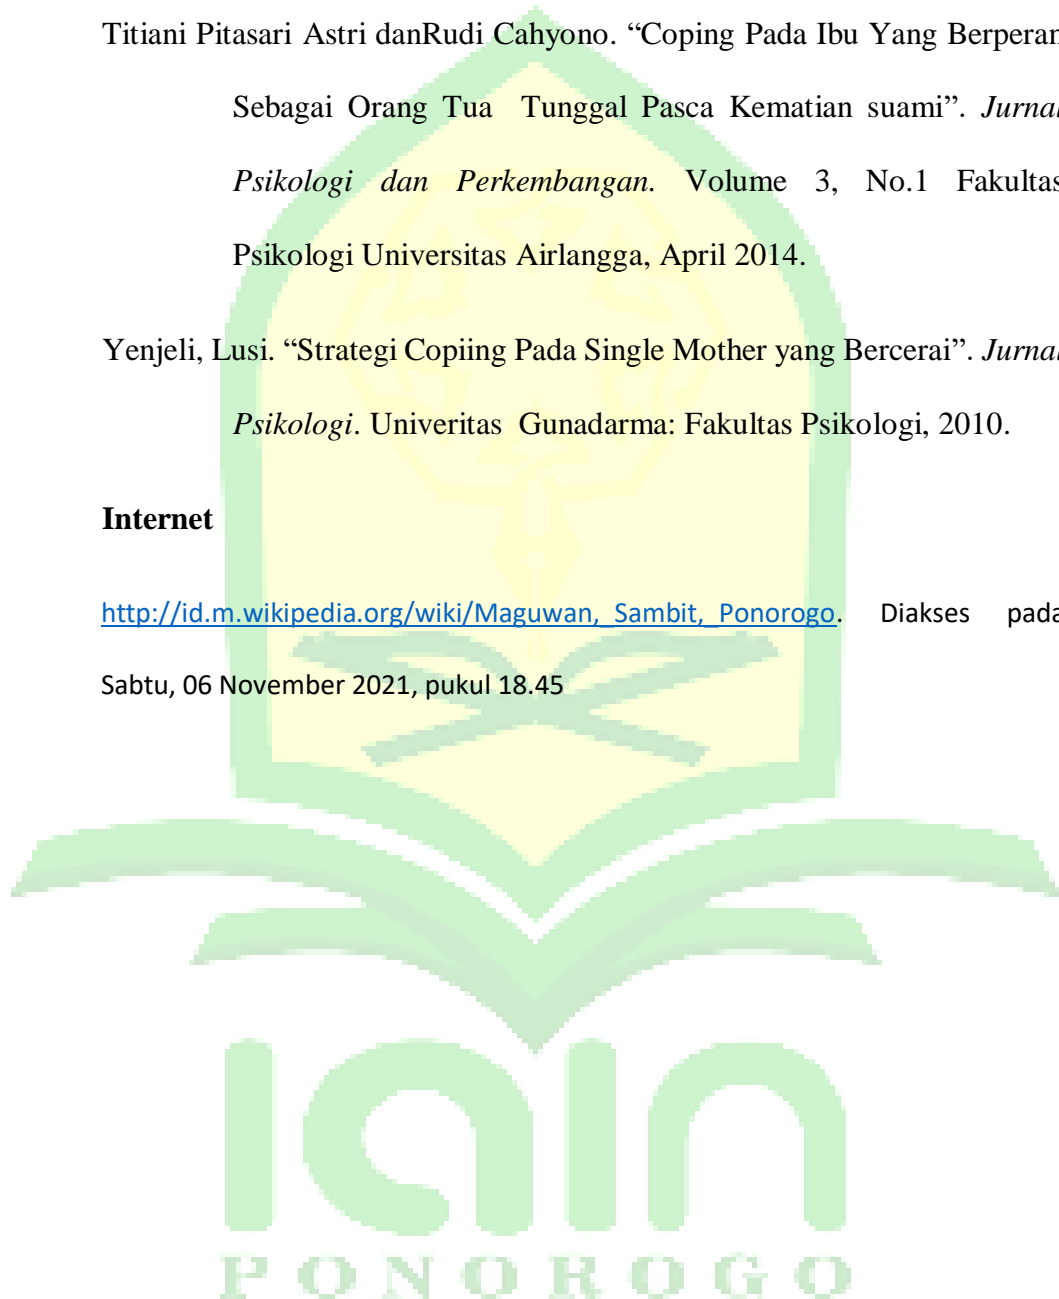 Titiani Pitasari Astri danRudi Cahyono. “Coping Pada Ibu Yang Berperan
Sebagai Orang Tua Tunggal Pasca Kematian suami”. Jurnal
Psikologi dan Perkembangan. Volume 3, No.1 Fakultas
Psikologi Universitas Airlangga, April 2014.
Yenjeli, Lusi. “Strategi Copiing Pada Single Mother yang Bercerai”. Jurnal
Psikologi. Univeritas Gunadarma: Fakultas Psikologi, 2010.
Internet
http://id.m.wikipedia.org/wiki/Maguwan,_Sambit,_Ponorogo. Diakses pada
Sabtu, 06 November 2021, pukul 18.45
iain
PONOROGO